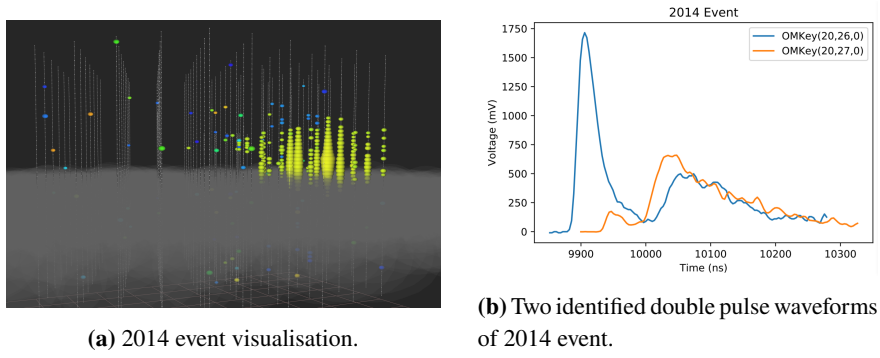 2014 Event
OMKey(20,26,0)
OMKey(20,27,0)
Voltage (mV)
1750
1500
1250
1000
750
500
250
0
9900 10000 10100 10200 10300
Time (ns)
(a) 2014 event visualisation.
(b) Two identified double pulse waveforms
of 2014 event.